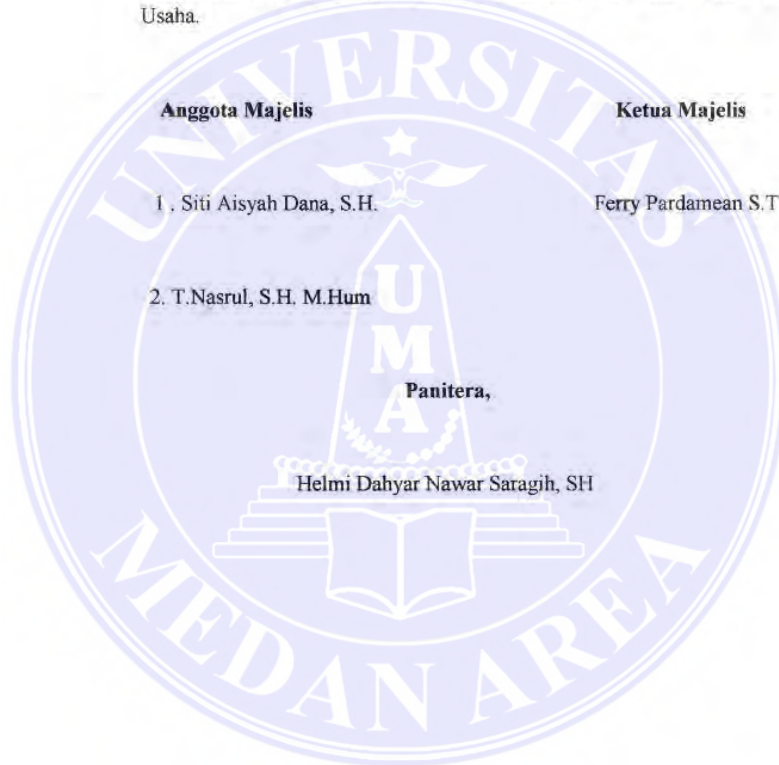 Usaha.
Anggota Majelis Ketua Majelis
1 . Siti Aisyah Dana, S.H. Ferry Pardamean S.T
2. T.Nasrul, S.H. M.Hum
Panitera,
Helmi Dahyar Nawar Saragih, SH
UNIVERSITAS
UMA
MEDAN AREA